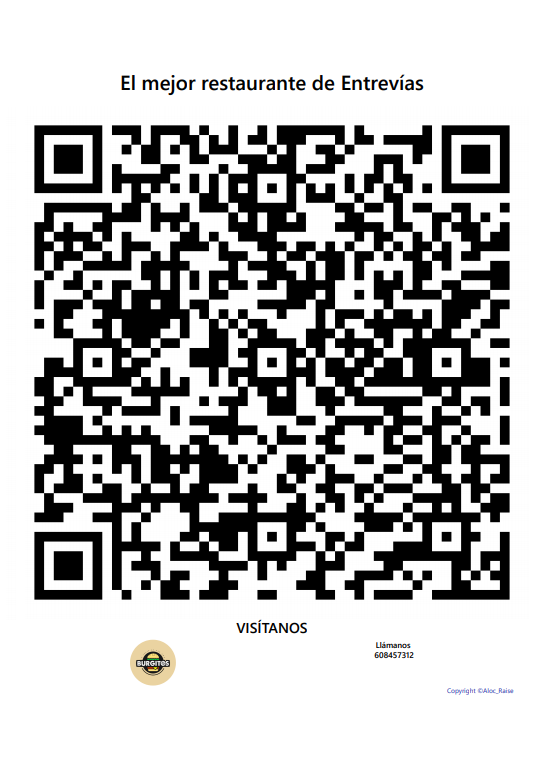 El mejor restaurante de Entrevías
VISÍTANOS
BURGITOS
Llámanos
608457312
Copyright ©Aloc_Raise